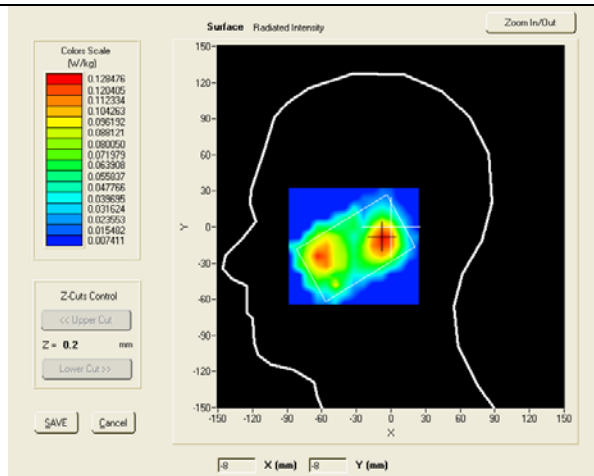 Surface Radiated Intensity
Zoom In/Out
Colors Scale
(W/kg)
0.128476
0.120405
0.112334
0.104263
0.096192
0.088121
0.080050
0.071979
0.063908
0.055837
0.047766
0.039695
0.031624
0.023553
0.015482
0.007411
Z-Cuts Control
<< Upper Cut
Z = 0.2 mm
Lower Cut >>
SAVE Cancel
150-
120-
90-
60-
30-
0-
-30-
-60-
-90-
-120-
-150-
Y
-150 -120 -90 -60 -30 0 30 60 90 120 150
X
-8 X (mm) -8 Y (mm)